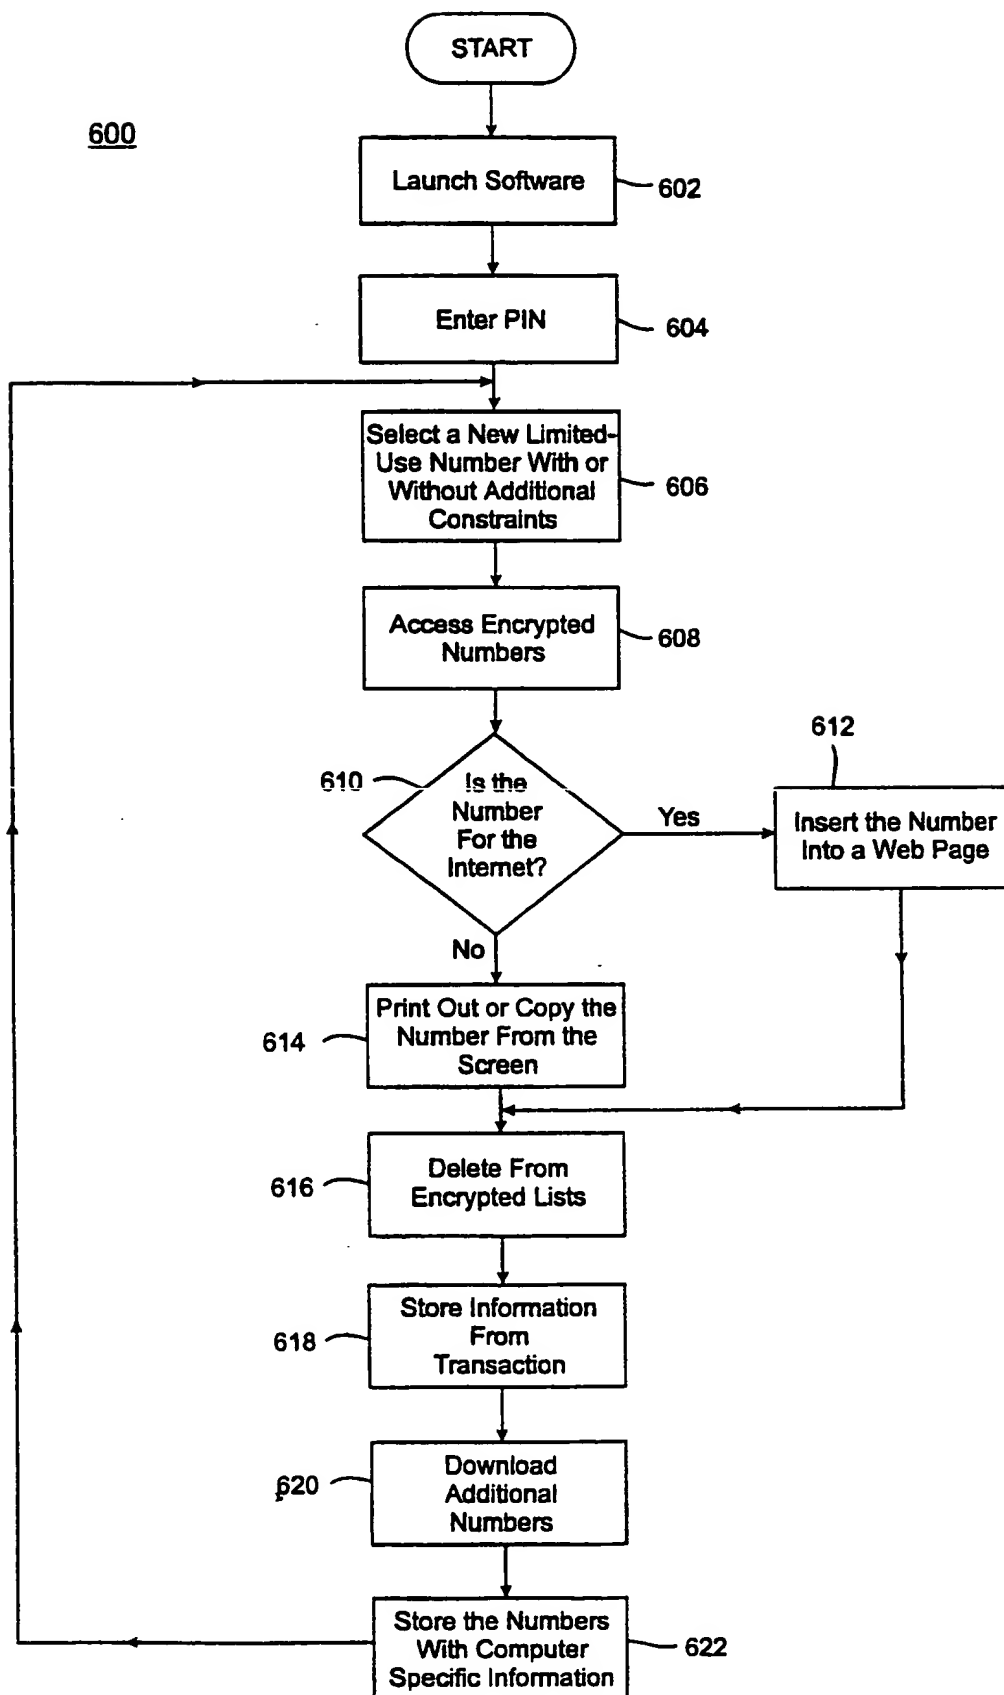 START
600
Launch Software
602
Enter PIN
604
Select a New Limited-
Use Number With or
Without Additional
Constraints
606
Access Encrypted
Numbers
608
610
Is the
Number
For the
Internet?
Yes
612
Insert the Number
Into a Web Page
No
Print Out or Copy the
Number From the
Screen
614
Delete From
Encrypted Lists
616
Store Information
From
Transaction
618
Download
Additional
Numbers
620
Store the Numbers
With Computer
Specific Information
622